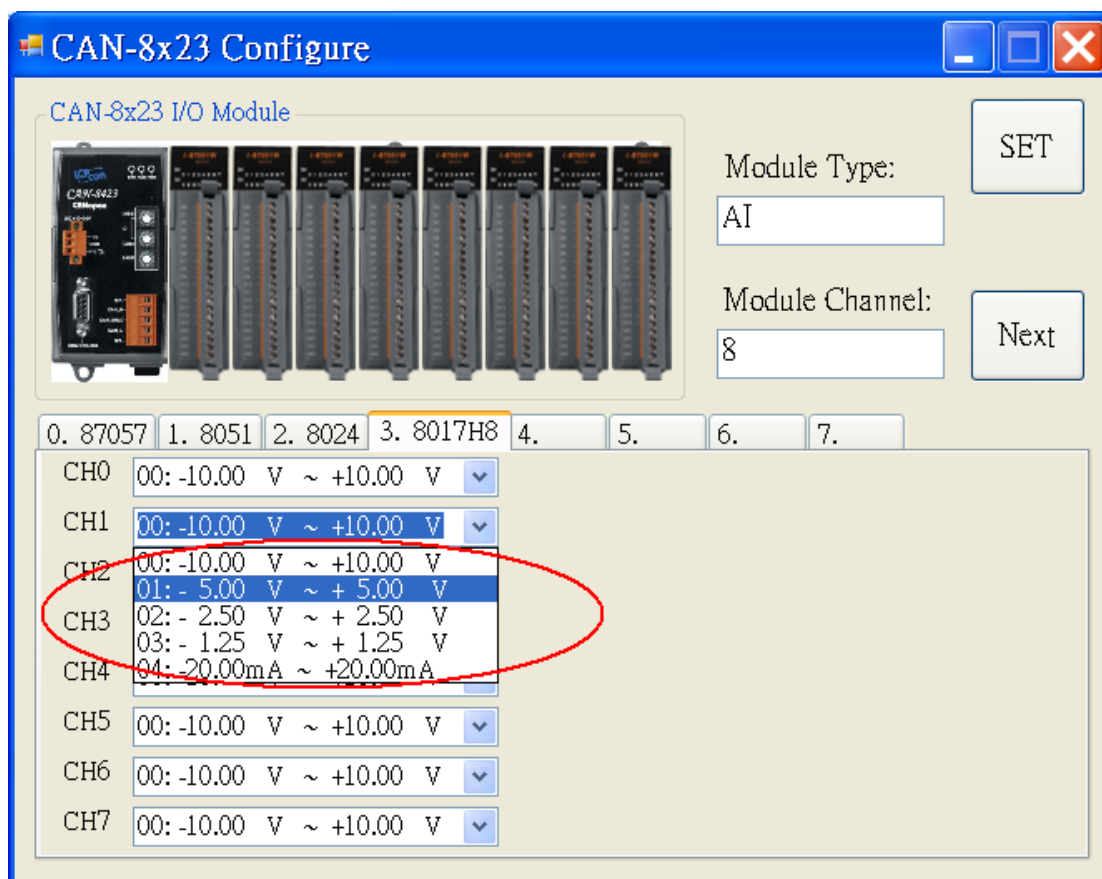 CAN-8x23 Configure
CAN-8x23 I/O Module
ICPCON
CAN-8423
CANopen
Module Type:
AI
SET
Module Channel:
8
Next
0. 87057 1. 8051 2. 8024 3. 8017H8 4. 5. 6. 7.
CH0 00: -10.00 V ~ +10.00 V
CH1 00: -10.00 V ~ +10.00 V
00: -10.00 V ~ +10.00 V
CH2
01: - 5.00 V ~ + 5.00 V
CH3 02: - 2.50 V ~ + 2.50 V
03: - 1.25 V ~ + 1.25 V
CH4 04: -20.00mA ~ +20.00mA
CH5 00: -10.00 V ~ +10.00 V
CH6 00: -10.00 V ~ +10.00 V
CH7 00: -10.00 V ~ +10.00 V